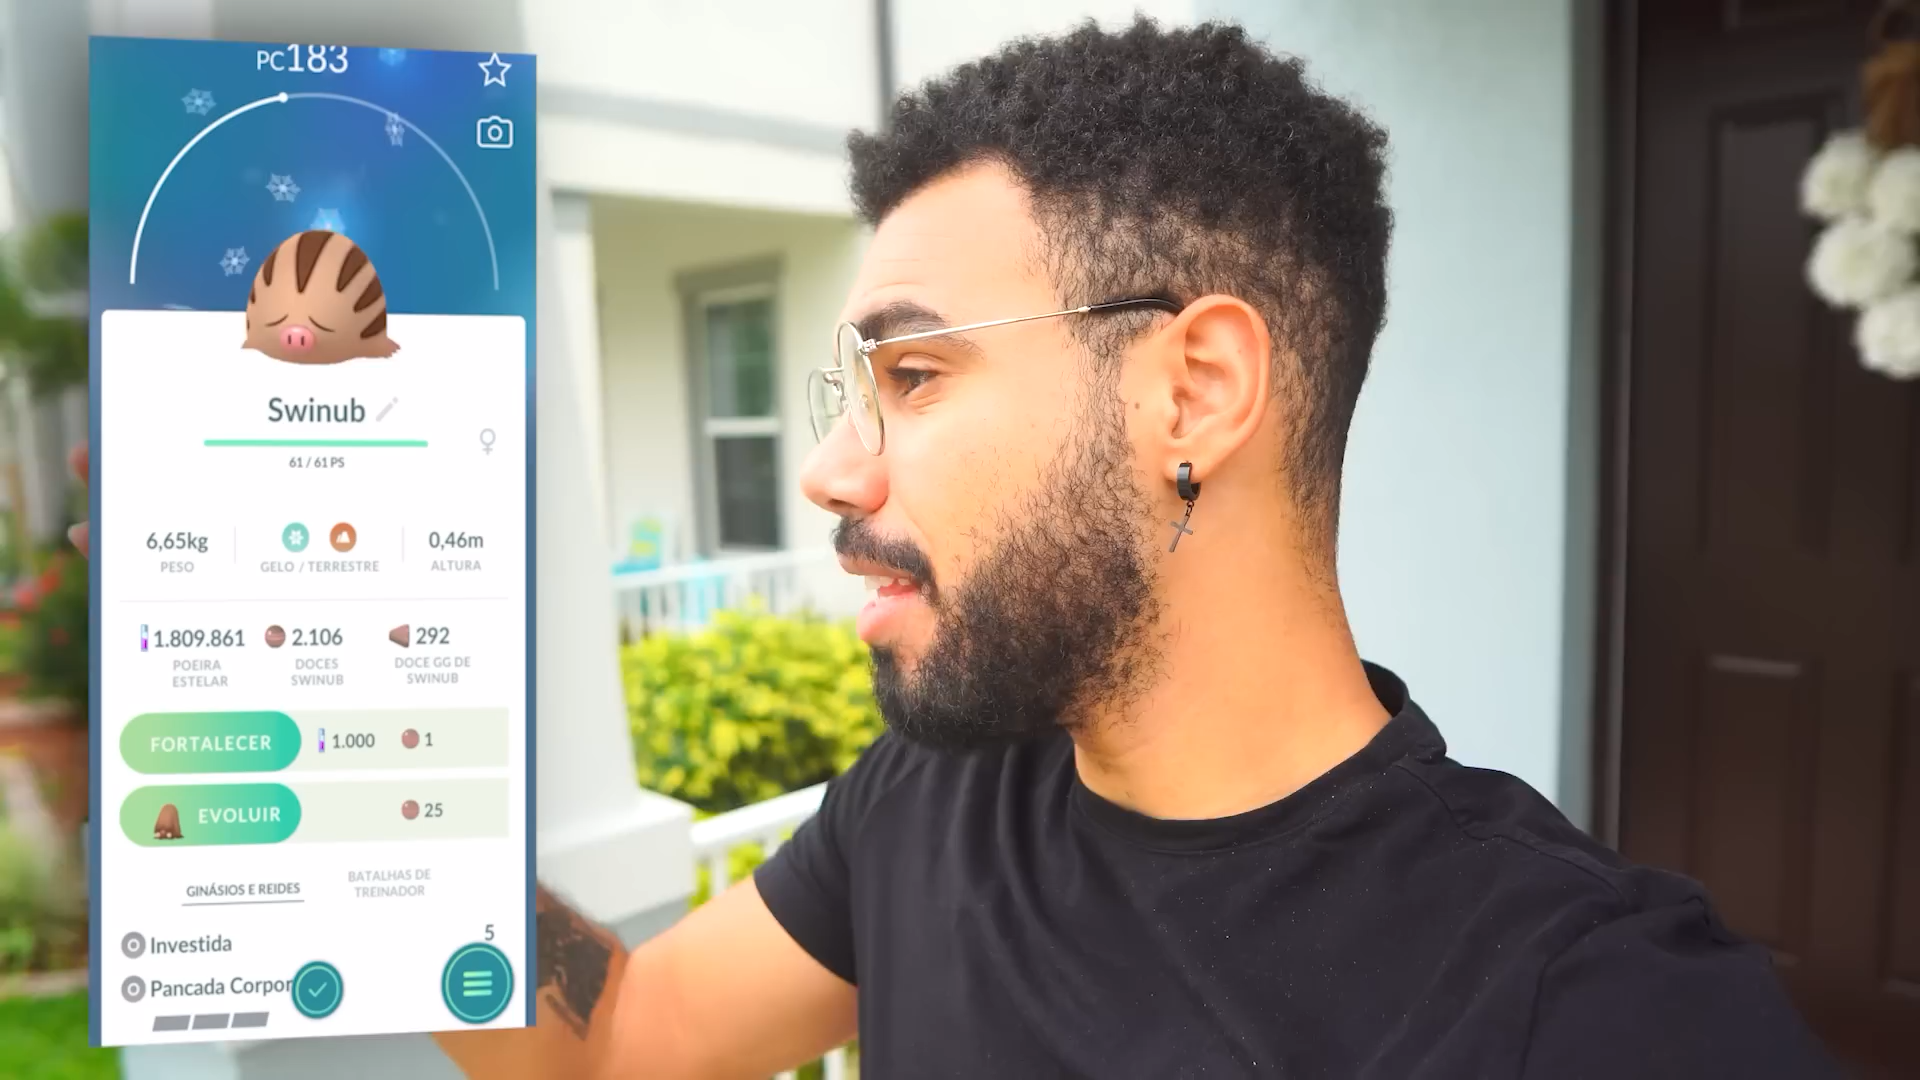 PC183
Swinub
61 / 61 PS
6,65kg
PESO
GELO / TERRESTRE
0,46m
ALTURA
1.809.861
POEIRA
ESTELAR
2.106
DOCES
SWINUB
292
DOCE GG DE
SWINUB
FORTALECER 1.000 1
EVOLUIR 25
GINÁSIOS E REIDES
BATALHAS DE
TREINADOR
Investida 5
Pancada Corpor